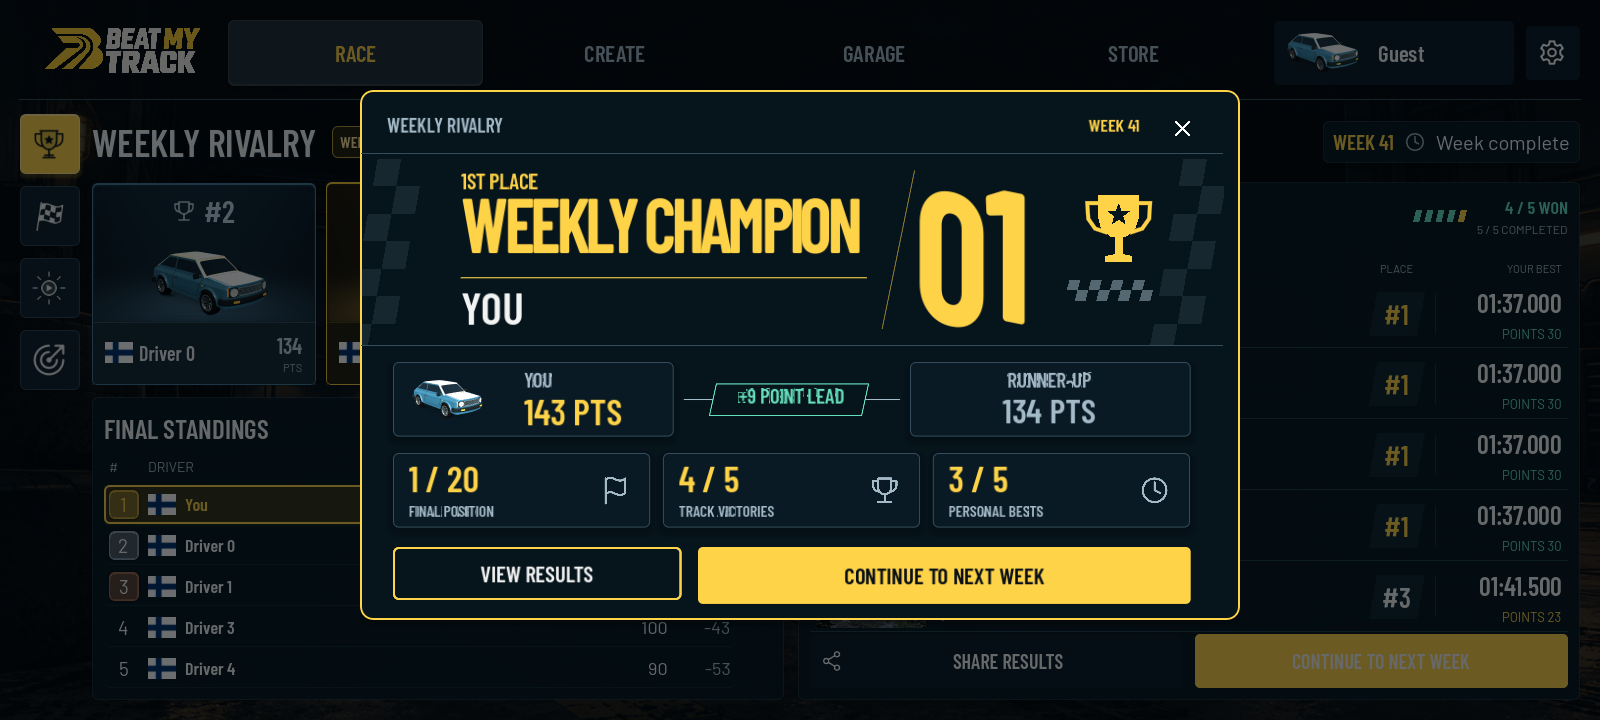 BEAT MY TRACK
RACE
CREATE
GARAGE
STORE
Guest
WEEKLY RIVALRY
WEEK 41
Week complete
#2
Driver 0
134
PTS
FINAL STANDINGS
# DRIVER
1 You
2 Driver 0
3 Driver 1
4 Driver 3 100 -43
5 Driver 4 90 -53
WEEKLY RIVALRY
WEEK 41
1ST PLACE
WEEKLY CHAMPION
YOU
01
YOU
143 PTS
+9 POINT LEAD
RUNNER-UP
134 PTS
1 / 20
FINAL POSITION
4 / 5
TRACK VICTORIES
3 / 5
PERSONAL BESTS
VIEW RESULTS
CONTINUE TO NEXT WEEK
4 / 5 WON
5 / 5 COMPLETED
PLACE YOUR BEST
#1 01:37.000
POINTS 30
#1 01:37.000
POINTS 30
#1 01:37.000
POINTS 30
#1 01:37.000
POINTS 30
#3 01:41.500
POINTS 23
SHARE RESULTS
CONTINUE TO NEXT WEEK